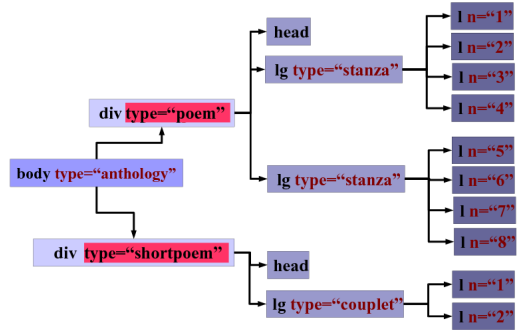 body type=“anthology”
div type=“poem”
head
lg type=“stanza”
l n=“1”
l n=“2”
l n=“3”
l n=“4”
lg type=“stanza”
l n=“5”
l n=“6”
l n=“7”
l n=“8”
div type=“shortpoem”
head
lg type=“couplet”
l n=“1”
l n=“2”